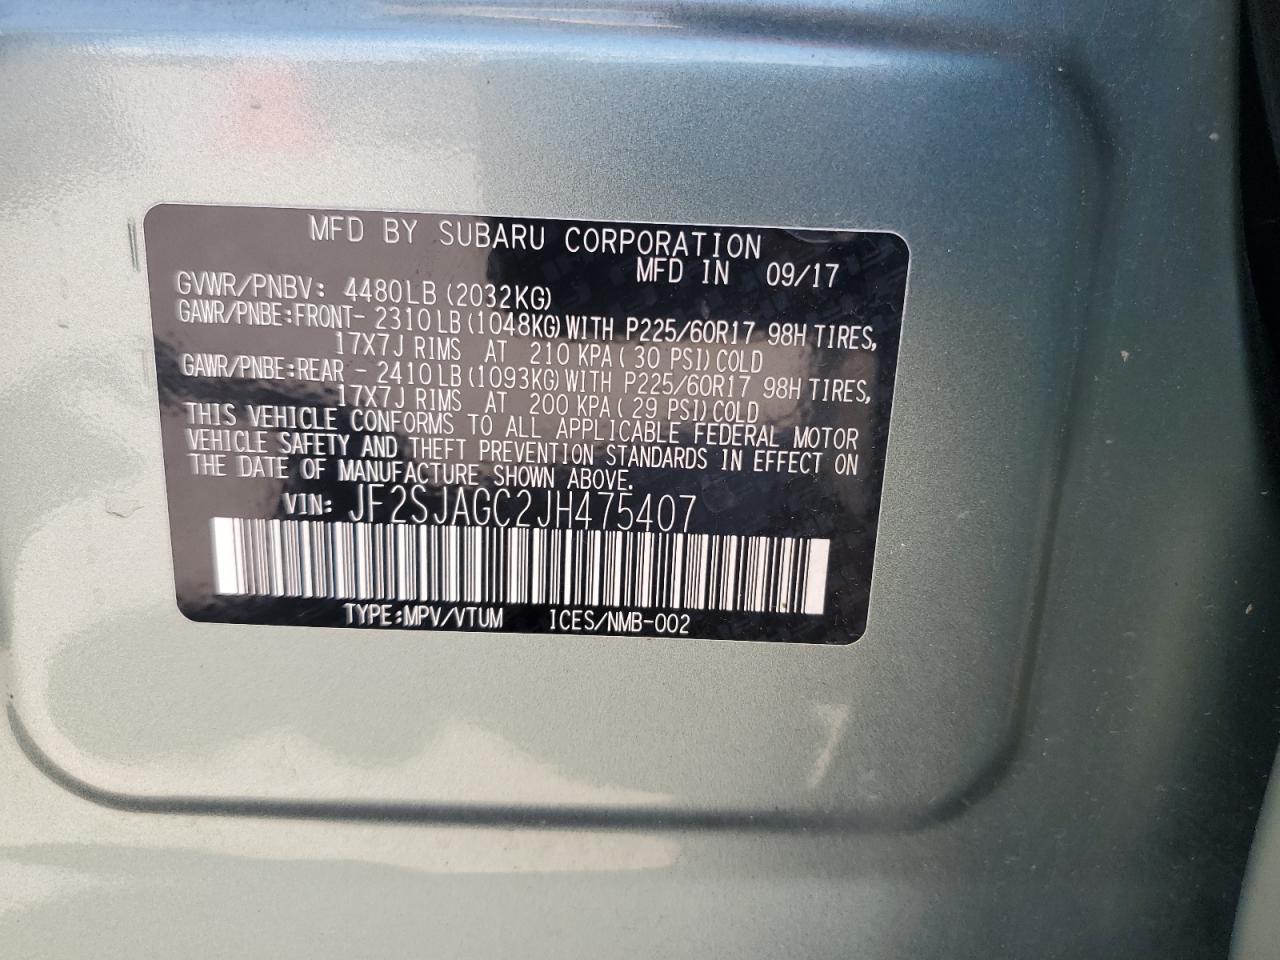 MFD BY SUBARU CORPORATION
MFD IN 09/17
GVWR/PNBV: 4480LB (2032KG)
GAWR/PNBE:FRONT- 2310LB (1048KG) WITH P225/60R17 98H TIRES,
17X7J RIMS AT 210 KPA (30 PSI) COLD
GAWR/PNBE:REAR - 2410LB (1093KG) WITH P225/60R17 98H TIRES,
17X7J RIMS AT 200 KPA (29 PSI) COLD
THIS VEHICLE CONFORMS TO ALL APPLICABLE FEDERAL MOTOR
VEHICLE SAFETY AND THEFT PREVENTION STANDARDS IN EFFECT ON
THE DATE OF MANUFACTURE SHOWN ABOVE.
VIN: JF2SJAGC2JH475407
TYPE:MPV/VTUM ICES/NMB-002